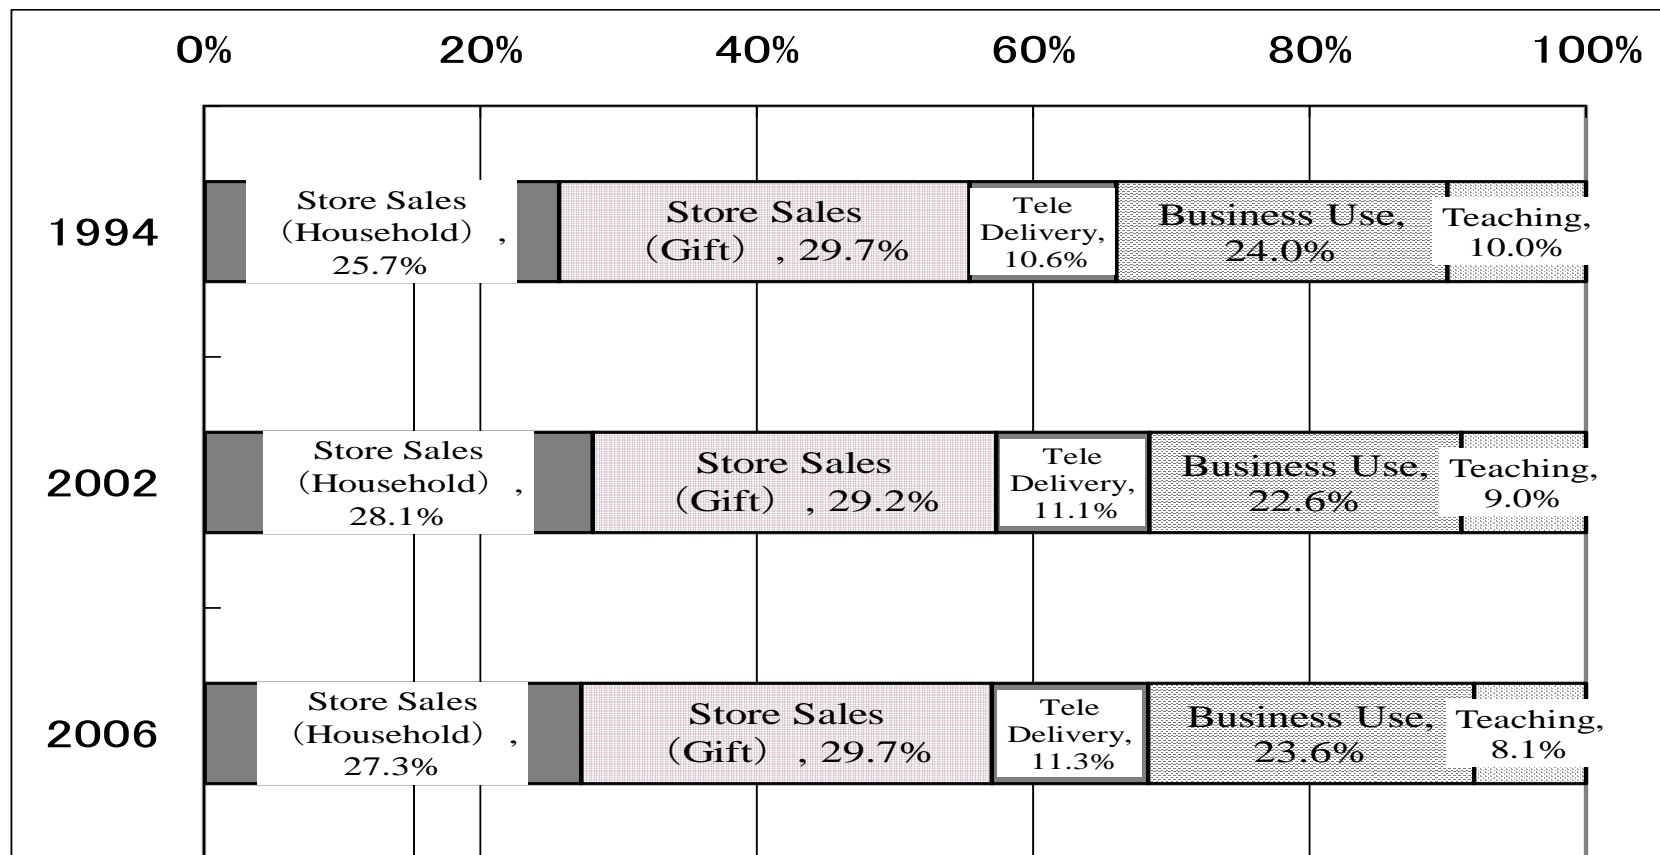 0% 20% 40% 60% 80% 100%
1994
Store Sales
（Household） ,
25.7%
Store Sales
（Gift） , 29.7%
Tele
Delivery,
10.6%
Business Use,
24.0%
Teaching,
10.0%
2002
Store Sales
（Household） ,
28.1%
Store Sales
（Gift） , 29.2%
Tele
Delivery,
11.1%
Business Use,
22.6%
Teaching,
9.0%
2006
Store Sales
（Household） ,
27.3%
Store Sales
（Gift） , 29.7%
Tele
Delivery,
11.3%
Business Use,
23.6%
Teaching,
8.1%